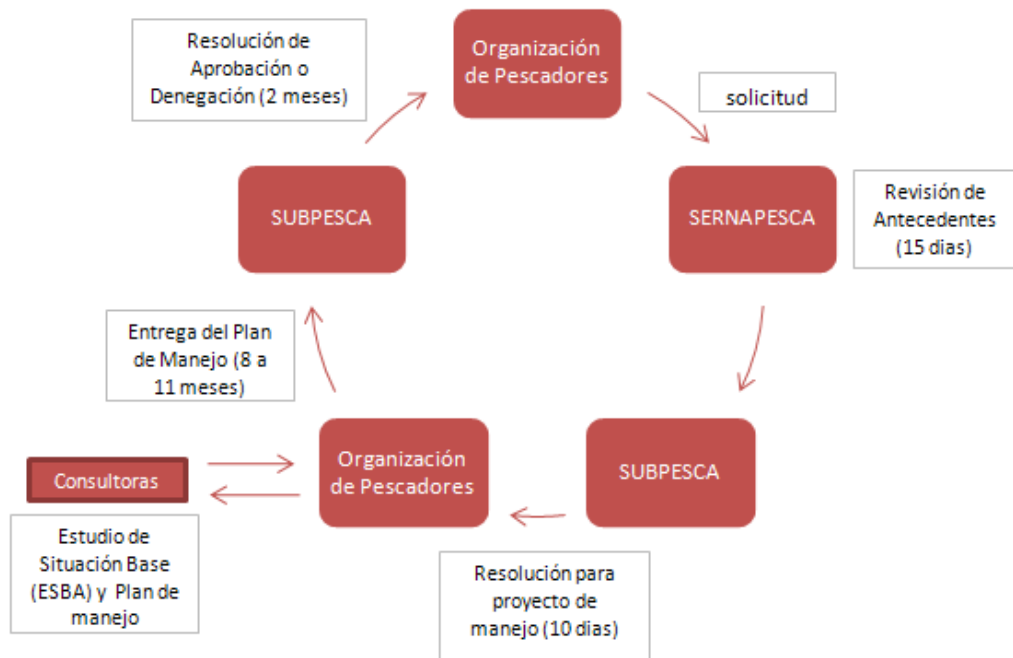 Organización
de Pescadores
solicitud
SERNAPESCA
Revisión de
Antecedentes
(15 dias)
SUBPESCA
Resolución para
proyecto de
manejo (10 dias)
Organización
de Pescadores
Consultoras
Estudio de
Situación Base
(ESBA) y Plan de
manejo
Entrega del Plan
de Manejo (8 a
11 meses)
SUBPESCA
Resolución de
Aprobación o
Denegación (2 meses)